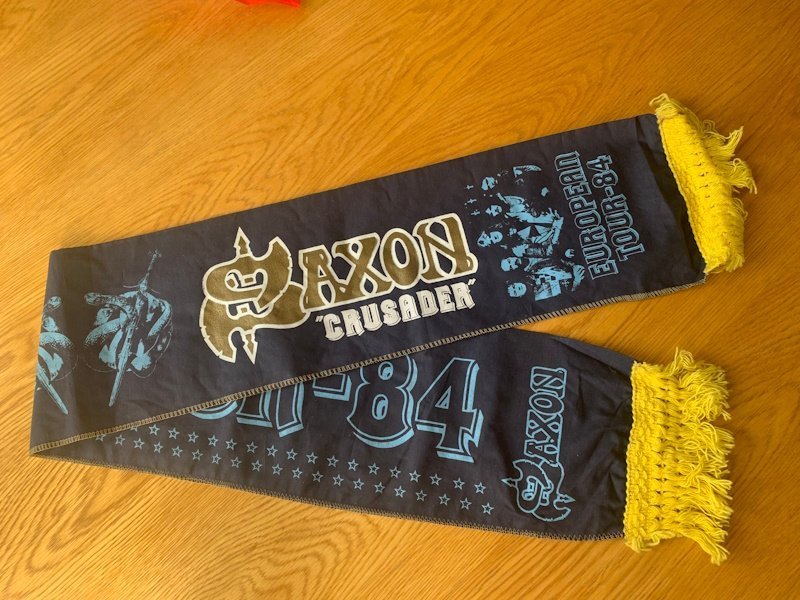 SAXON
"CRUSADER"
EUROPEAN
TOUR-84
-84
SAXON